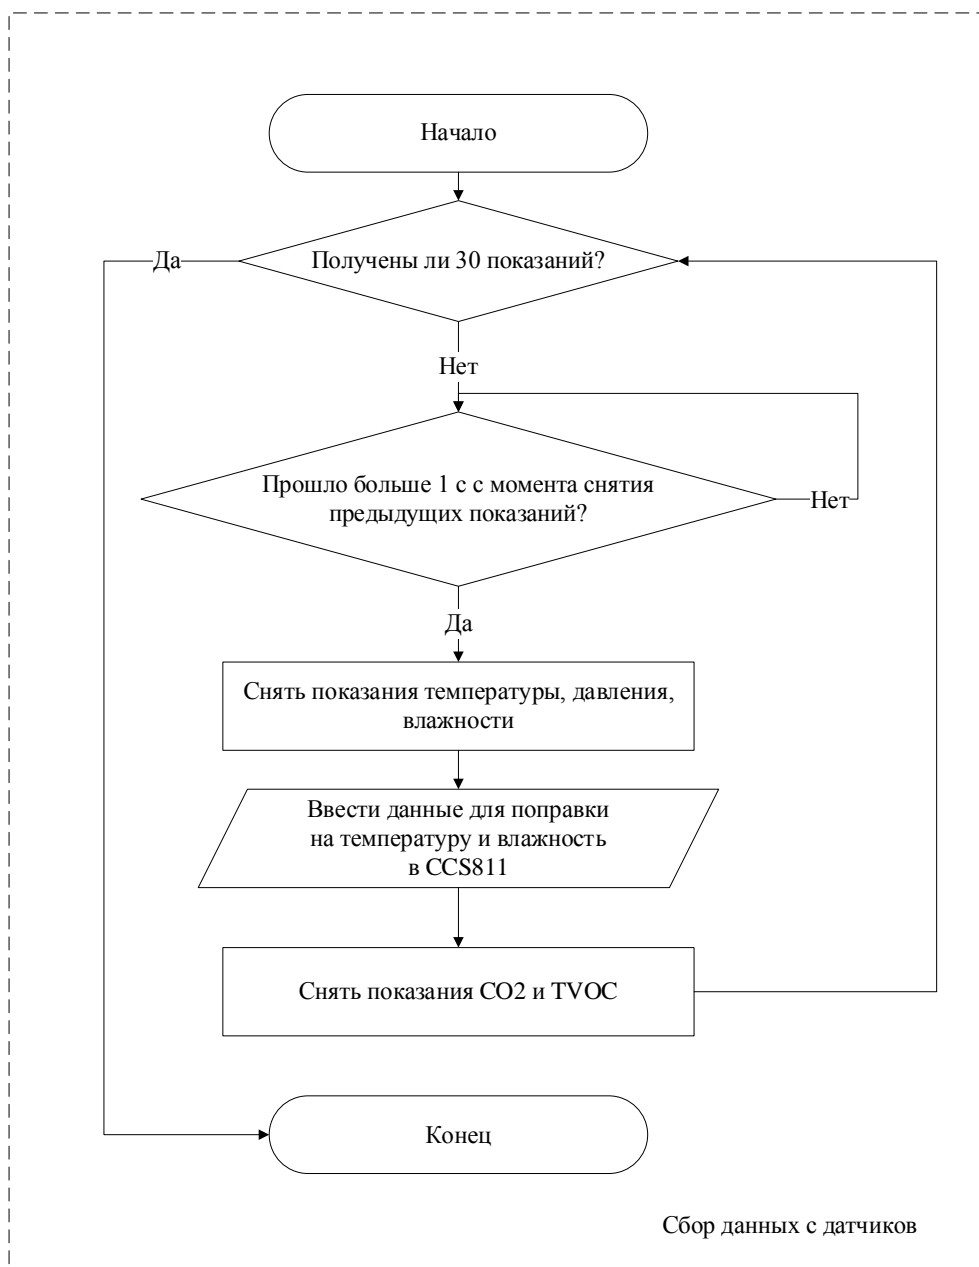 Начало
Получены ли 30 показаний?
Да
Нет
Прошло больше 1 с с момента снятия
предыдущих показаний?
Нет
Да
Снять показания температуры, давления,
влажности
Ввести данные для поправки
на температуру и влажность
в CCS811
Снять показания CO2 и TVOC
Конец
Сбор данных с датчиков